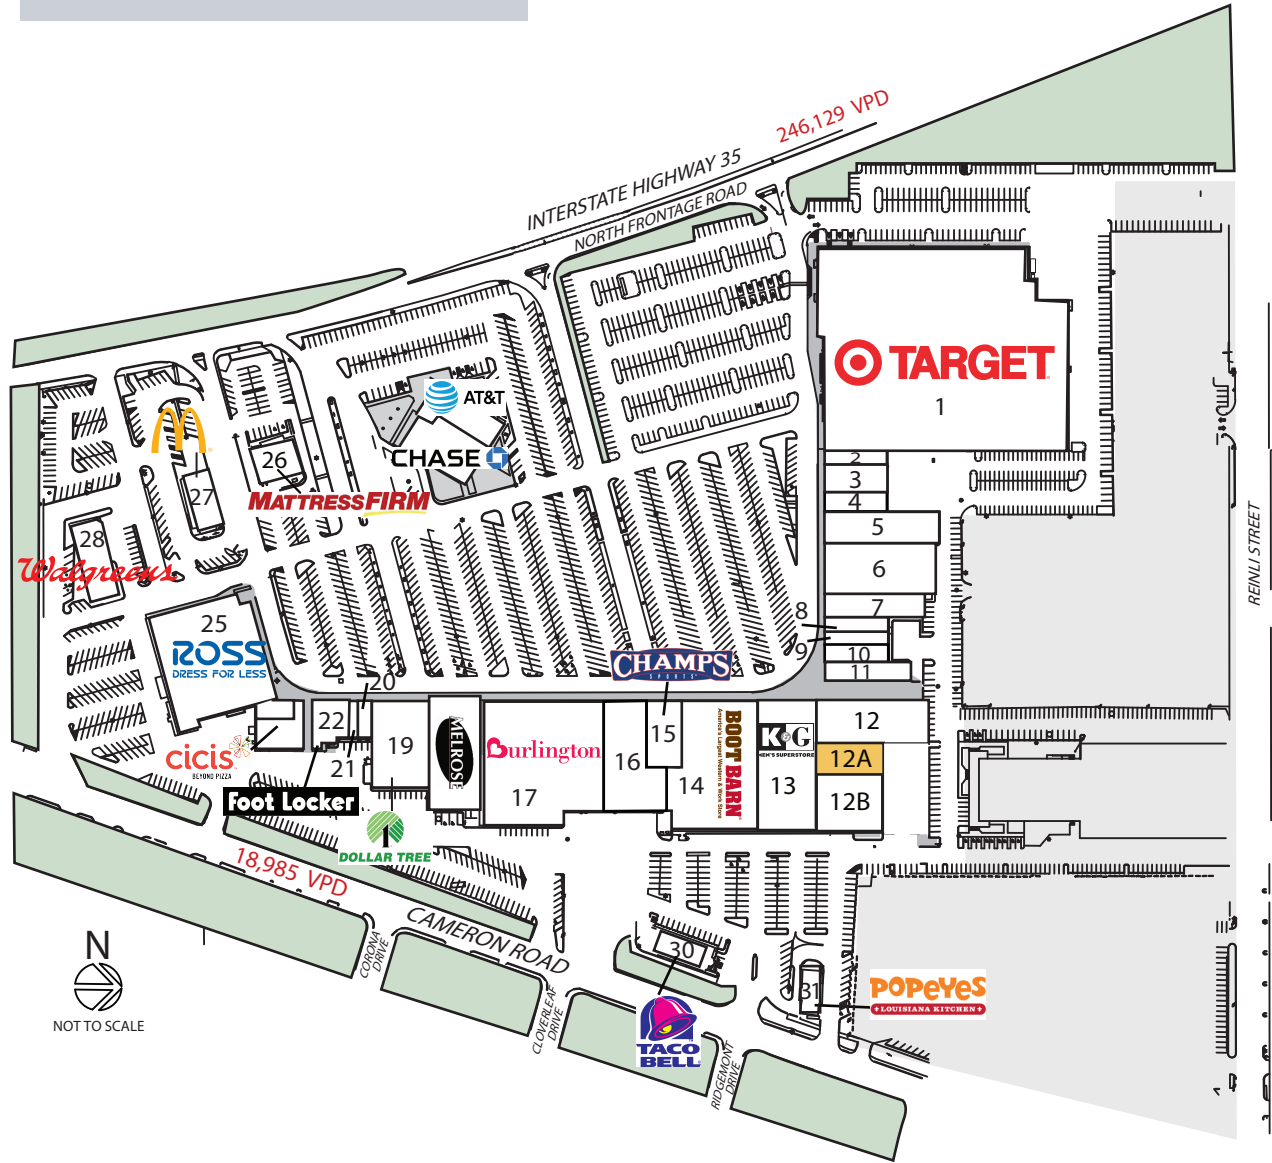 246,129 VPD
INTERSTATE HIGHWAY 35
NORTH FRONTAGE ROAD
TARGET
1
AT&T
CHASE
26
MATTRESSFIRM
27
28
Walgreens
2
3
4
5
6
7
8
9
10
11
REINLI STREET
25
ROSS
DRESS FOR LESS
CHAMPS
SPORTS
20
22
21
19
MELROSE
Burlington
17
16
15
14
BOOT BARN
America's Largest Western & Work Store
K&G
MEN'S SUPERSTORE
13
12
12A
12B
cicis
BEYOND PIZZA
Foot Locker
1
DOLLAR TREE
18,985 VPD
CAMERON ROAD
CORONA
DRIVE
CLOVERLEAF
DRIVE
RIDGEMONT
DRIVE
30
TACO
BELL
31
POPEYES
LOUISIANA KITCHEN
N
NOT TO SCALE